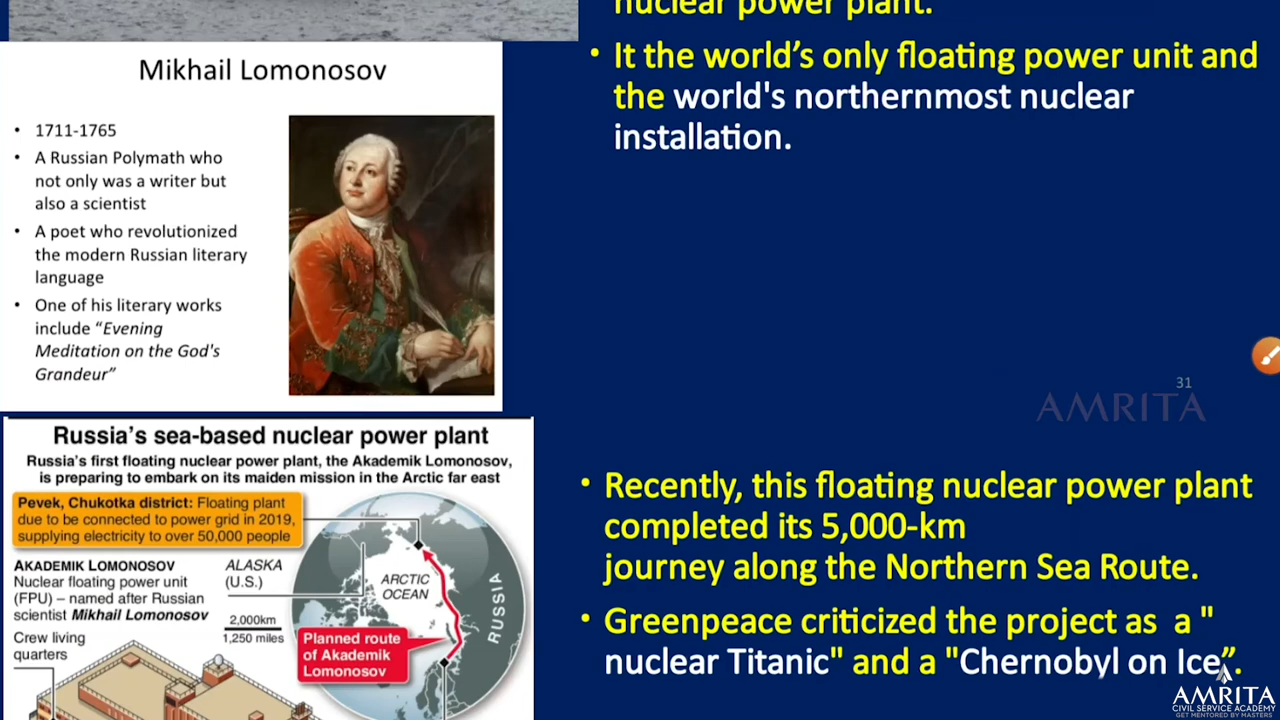 nuclear power plant.
• It the world's only floating power unit and
the world's northernmost nuclear
installation.
Mikhail Lomonosov
• 1711-1765
• A Russian Polymath who
not only was a writer but
also a scientist
• A poet who revolutionized
the modern Russian literary
language
• One of his literary works
include "Evening
Meditation on the God's
Grandeur"
31
AMRITA
Russia's sea-based nuclear power plant
Russia's first floating nuclear power plant, the Akademik Lomonosov,
is preparing to embark on its maiden mission in the Arctic far east
Pevek, Chukotka district: Floating plant
due to be connected to power grid in 2019,
supplying electricity to over 50,000 people
AKADEMIK LOMONOSOV
Nuclear floating power unit
(FPU) – named after Russian
scientist Mikhail Lomonosov
Crew living
quarters
ALASKA
(U.S.)
2,000km
1,250 miles
ARCTIC
OCEAN
RUSSIA
Planned route
of Akademik
Lomonosov
• Recently, this floating nuclear power plant
completed its 5,000-km
journey along the Northern Sea Route.
• Greenpeace criticized the project as a "
nuclear Titanic" and a "Chernobyl on Ice".
AMRITA
CIVIL SERVICE ACADEMY
GET MENTORED BY MASTERS